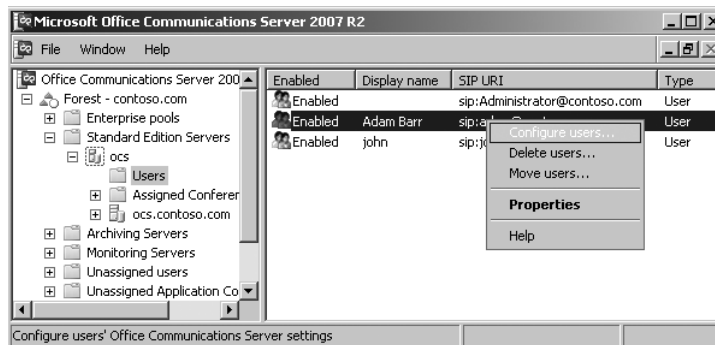 Microsoft Office Communications Server 2007 R2
File Window Help
Office Communications Server 200
Forest - contoso.com
Enterprise pools
Standard Edition Servers
ocs
Users
Assigned Conferer
ocs.contoso.com
Archiving Servers
Monitoring Servers
Unassigned users
Unassigned Application Co
Enabled Display name SIP URI Type
Enabled sip:Administrator@contoso.com User
Enabled Adam Barr User
Enabled john User
Configure users...
Delete users...
Move users...
Properties
Help
Configure users' Office Communications Server settings